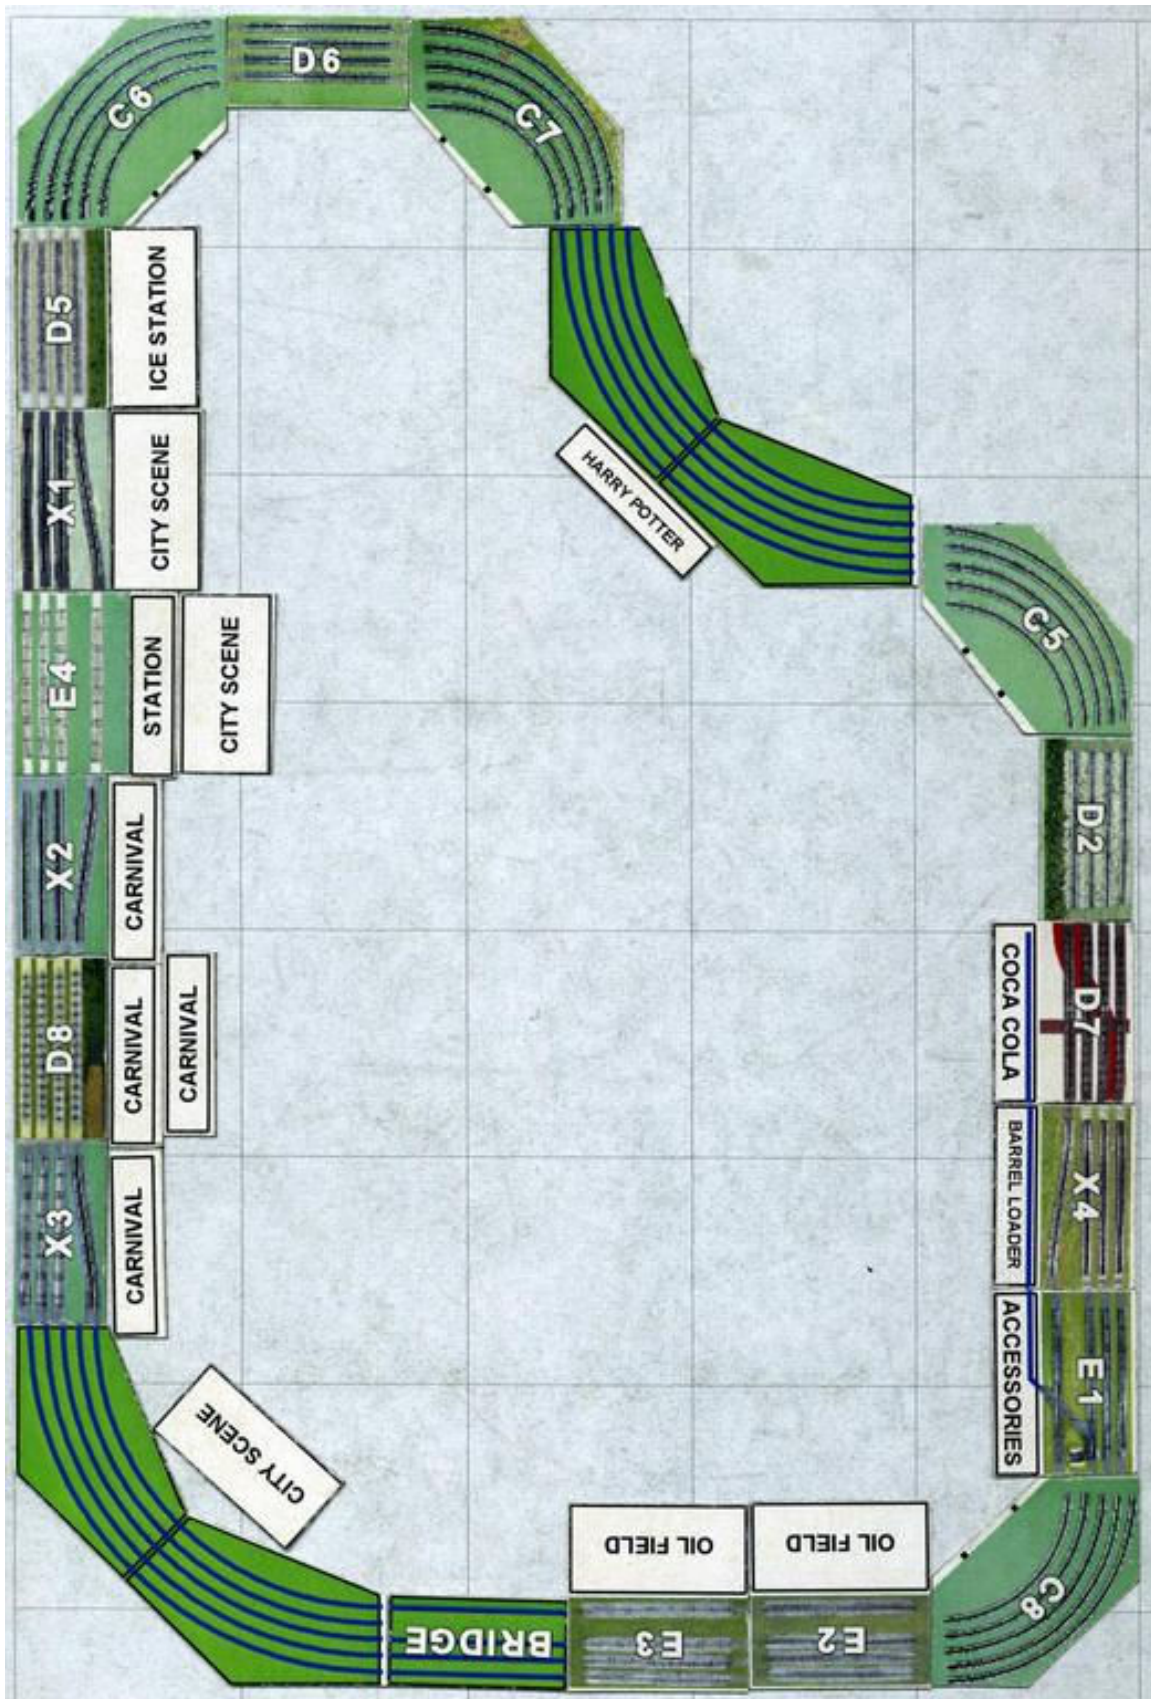 C6
D6
C7
D5
ICE STATION
X1
CITY SCENE
HARRY POTTER
E4
STATION
CITY SCENE
C5
X2
CARNIVAL
D2
D8
CARNIVAL
CARNIVAL
COCA COLA
D7
X3
CARNIVAL
BARREL LOADER
X4
CITY SCENE
ACCESSORIES
E1
OIL FIELD
OIL FIELD
BRIDGE
E3
E2
C8